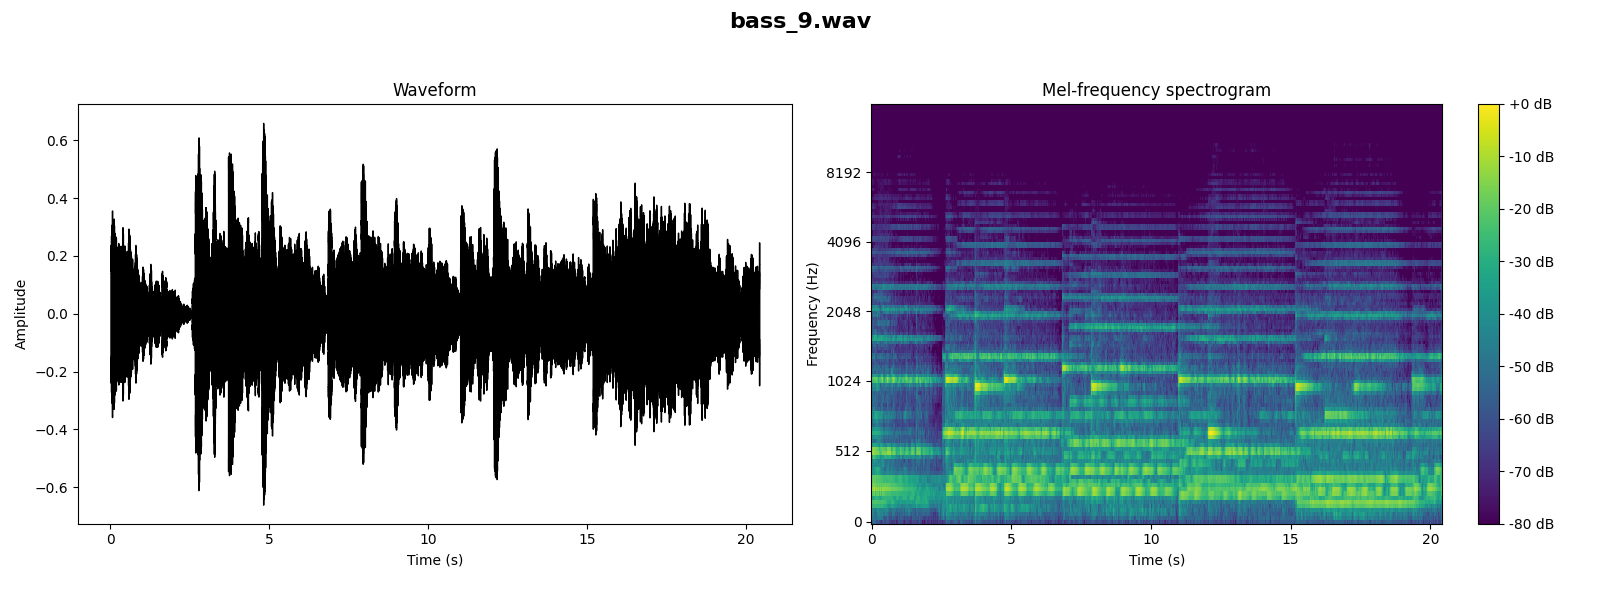 bass_9.wav
Waveform
Amplitude
0.6
0.4
0.2
0.0
−0.2
−0.4
−0.6
0 5 10 15 20
Time (s)
Mel-frequency spectrogram
Frequency (Hz)
8192
4096
2048
1024
512
0
0 5 10 15 20
Time (s)
+0 dB
-10 dB
-20 dB
-30 dB
-40 dB
-50 dB
-60 dB
-70 dB
-80 dB